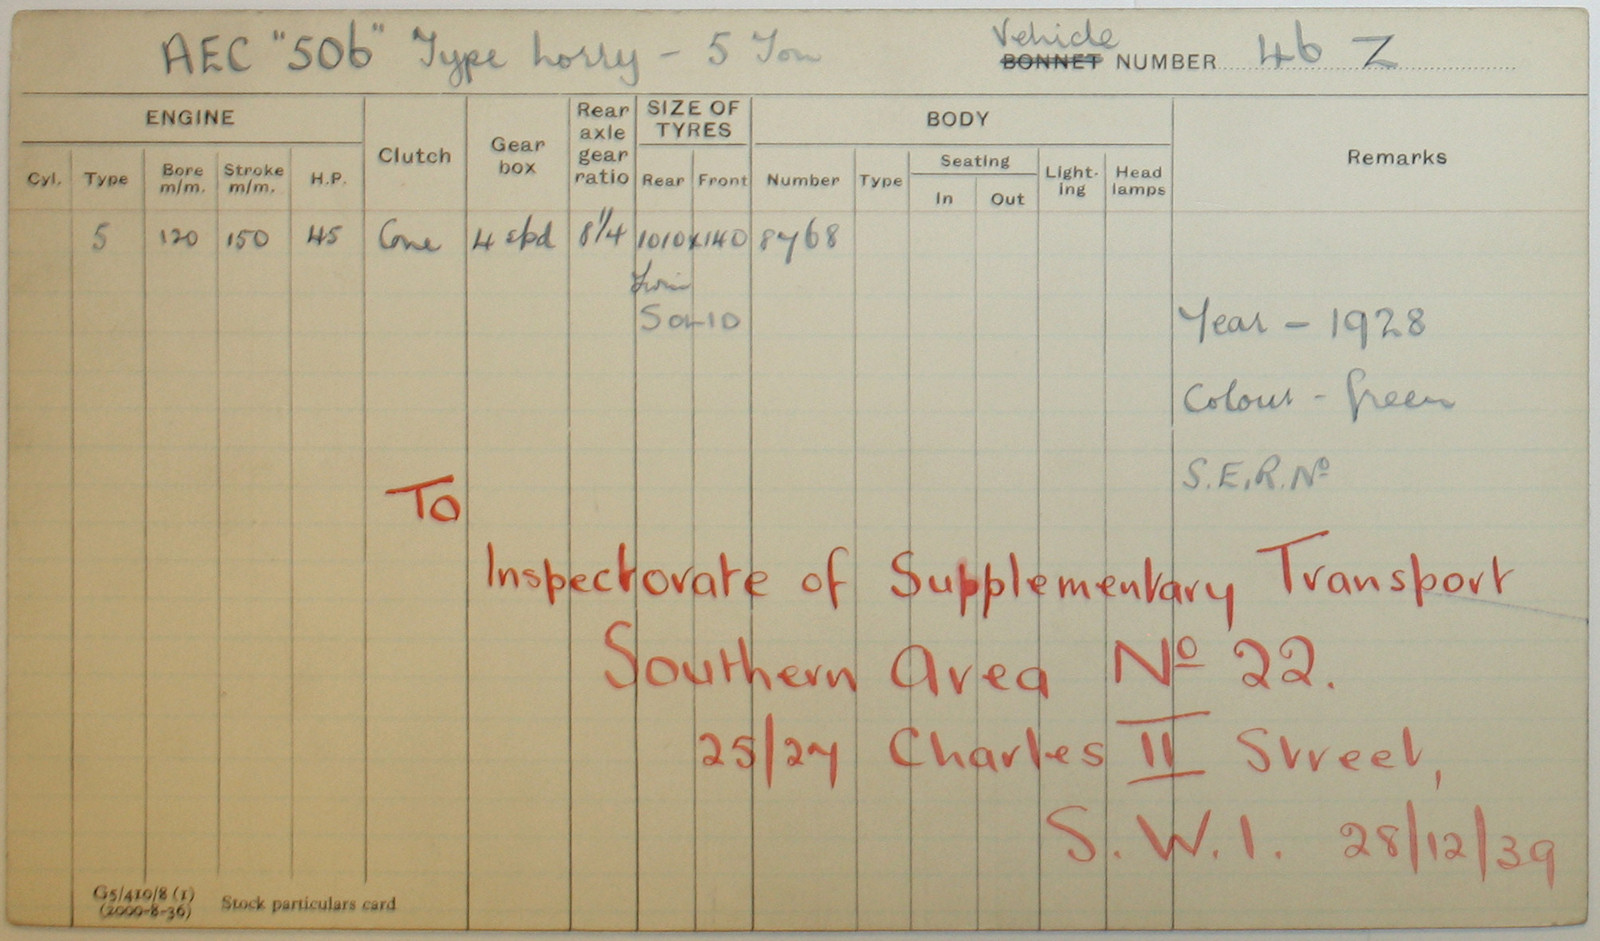 AEC "506" Type Lorry - 5 Ton
Vehicle
BONNET NUMBER 46 Z
ENGINE
Clutch
Gear box
Rear axle gear ratio
SIZE OF TYRES
BODY
Remarks
Cyl. Type Bore m/m. Stroke m/m. H.P.
Rear Front
Number Type Seating In Out Light-ing Head lamps
5 120 150 45 Cone 4 spd 8 1/4 1010x140 8768
Twin
SOLID
Year - 1928
Colour - Green
S.E.R. Nº
To
Inspectorate of Supplementary Transport
Southern Area Nº 22.
25/27 Charles II Street,
S.W.1. 28/12/39
G5/410/8 (1)
(2000-8-36)
Stock particulars card